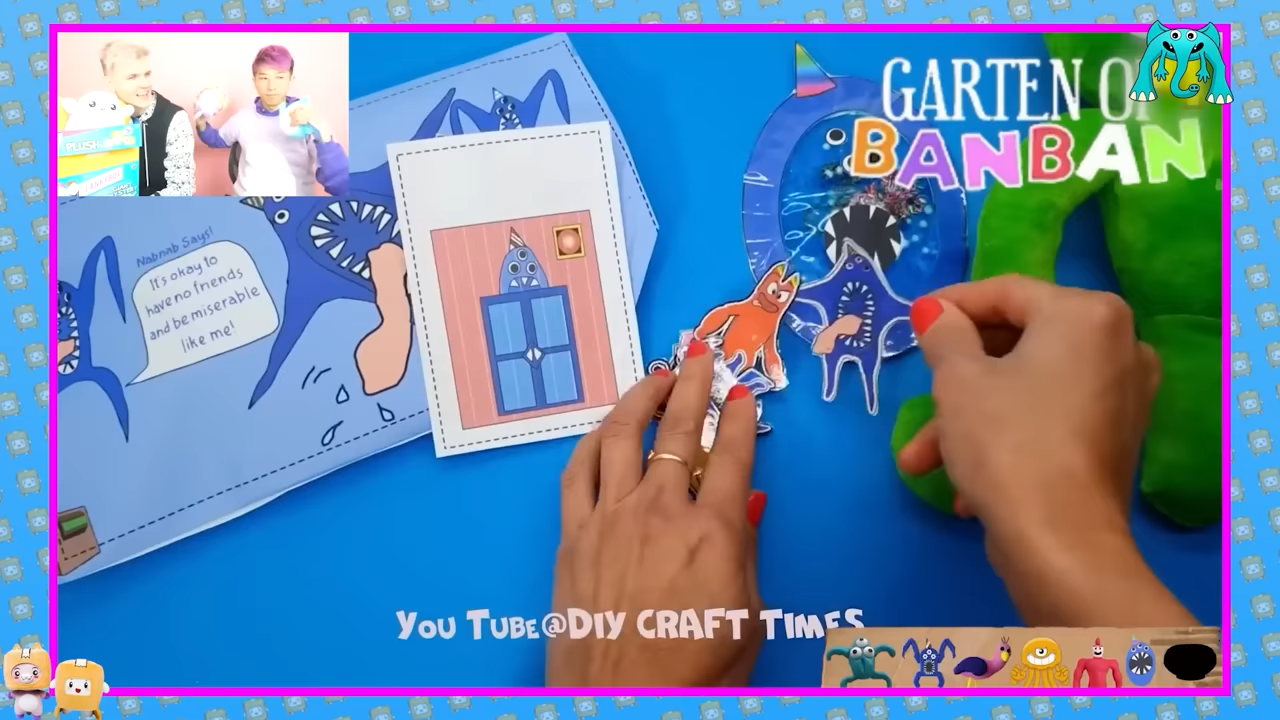 PLUSH
GARTEN OF
BANBAN
Nabnab Says!
It's okay to
have no friends
and be miserable
like me!
You Tube@DIY CRAFT TIMES